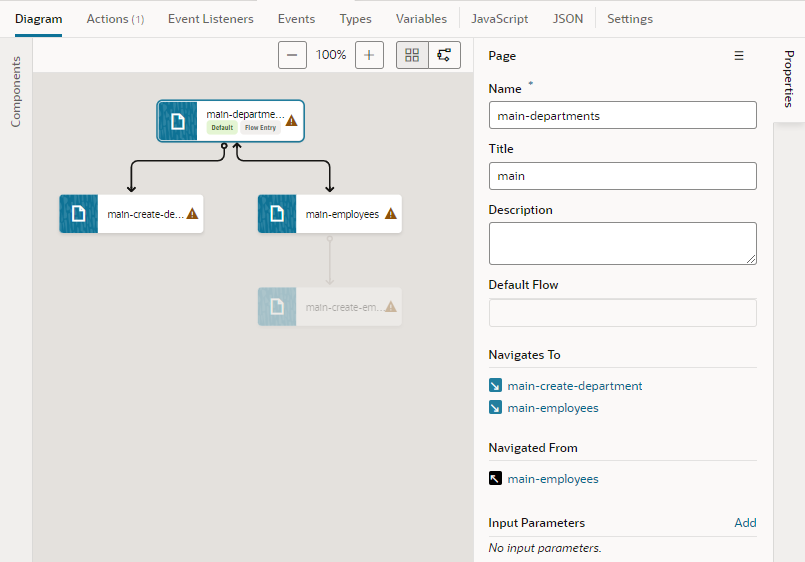 Diagram Actions (1) Event Listeners Events Types Variables JavaScript JSON Settings
Components
100%
main-departme...
Default Flow Entry
main-create-de...
main-employees
main-create-em...
Page
Name *
main-departments
Title
main
Description
Default Flow
Navigates To
main-create-department
main-employees
Navigated From
main-employees
Input Parameters Add
No input parameters.
Properties